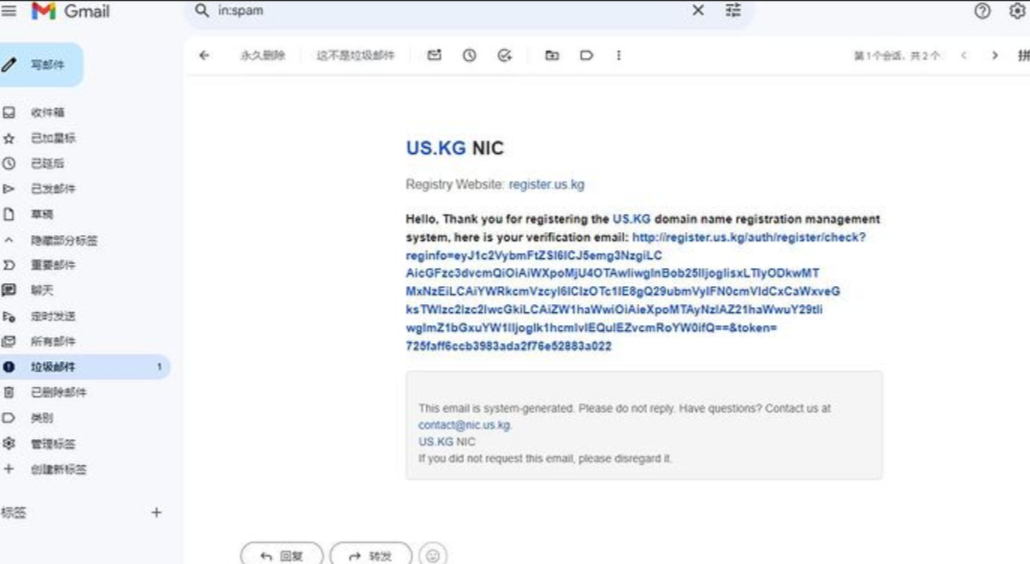 Gmail
in:spam
写邮件
收件箱
已加星标
已延后
已发邮件
草稿
隐藏部分标签
重要邮件
聊天
定时发送
所有邮件
垃圾邮件 1
已删除邮件
类别
管理标签
创建新标签
标签
永久删除 这不是垃圾邮件
第1个会话，共2个
拼
US.KG NIC
Registry Website: register.us.kg
Hello, Thank you for registering the US.KG domain name registration management
system, here is your verification email: http://register.us.kg/auth/register/check?
725faff6ccb3983ada2f76e52883a022
This email is system-generated. Please do not reply. Have questions? Contact us at
contact@nic.us.kg.
US.KG NIC
If you did not request this email, please disregard it.
回复 转发